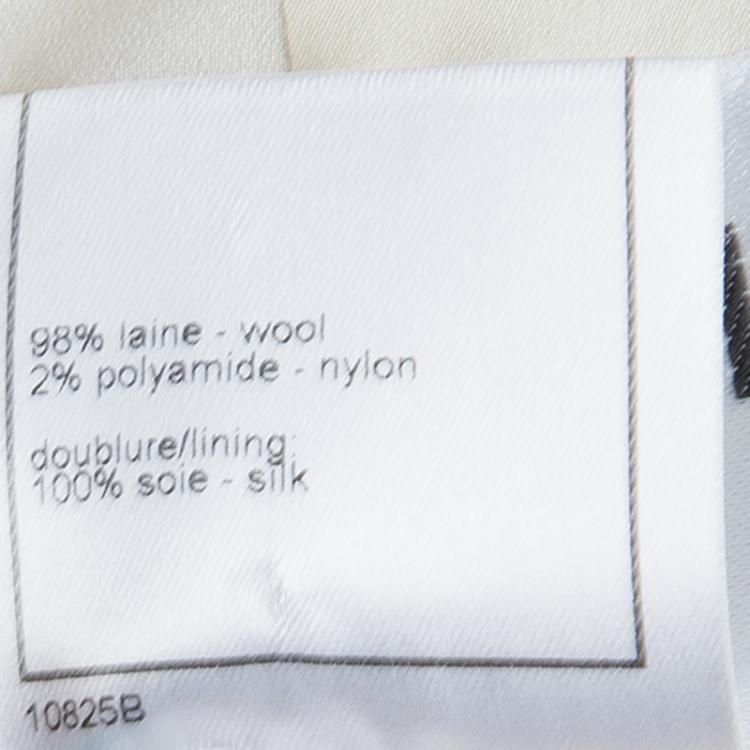 98% laine - wool
2% polyamide - nylon
doublure/lining:
100% soie - silk
10825B